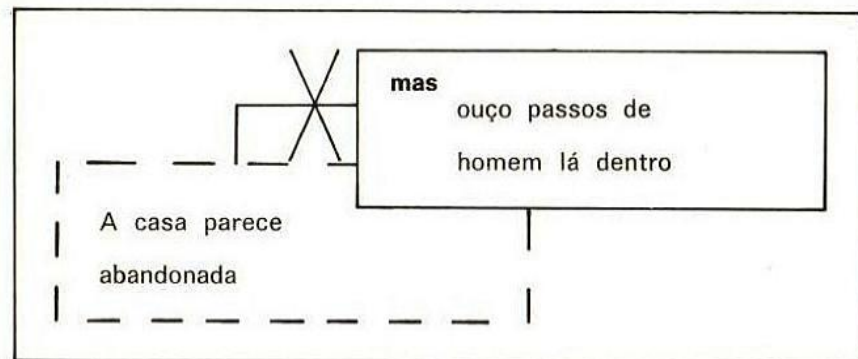 mas
ouço passos de
homem lá dentro
A casa parece
abandonada